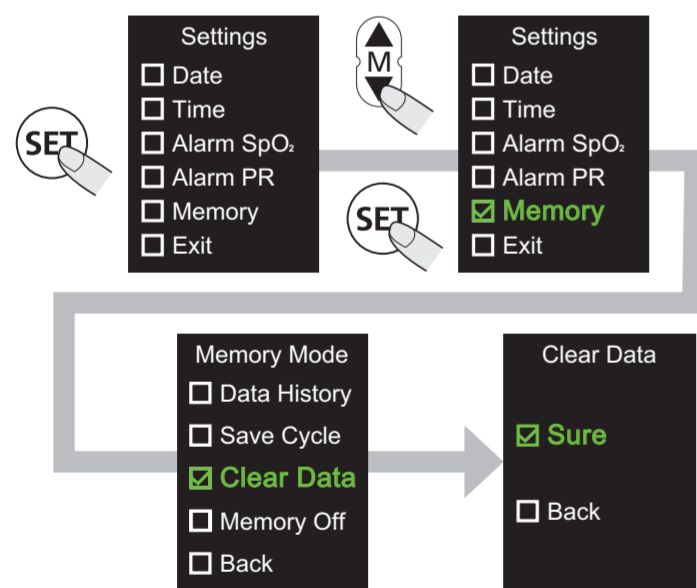 SET
Settings
Date
Time
Alarm SpO₂
Alarm PR
Memory
Exit
M
SET
Settings
Date
Time
Alarm SpO₂
Alarm PR
Memory
Exit
Memory Mode
Data History
Save Cycle
Clear Data
Memory Off
Back
Clear Data
Sure
Back